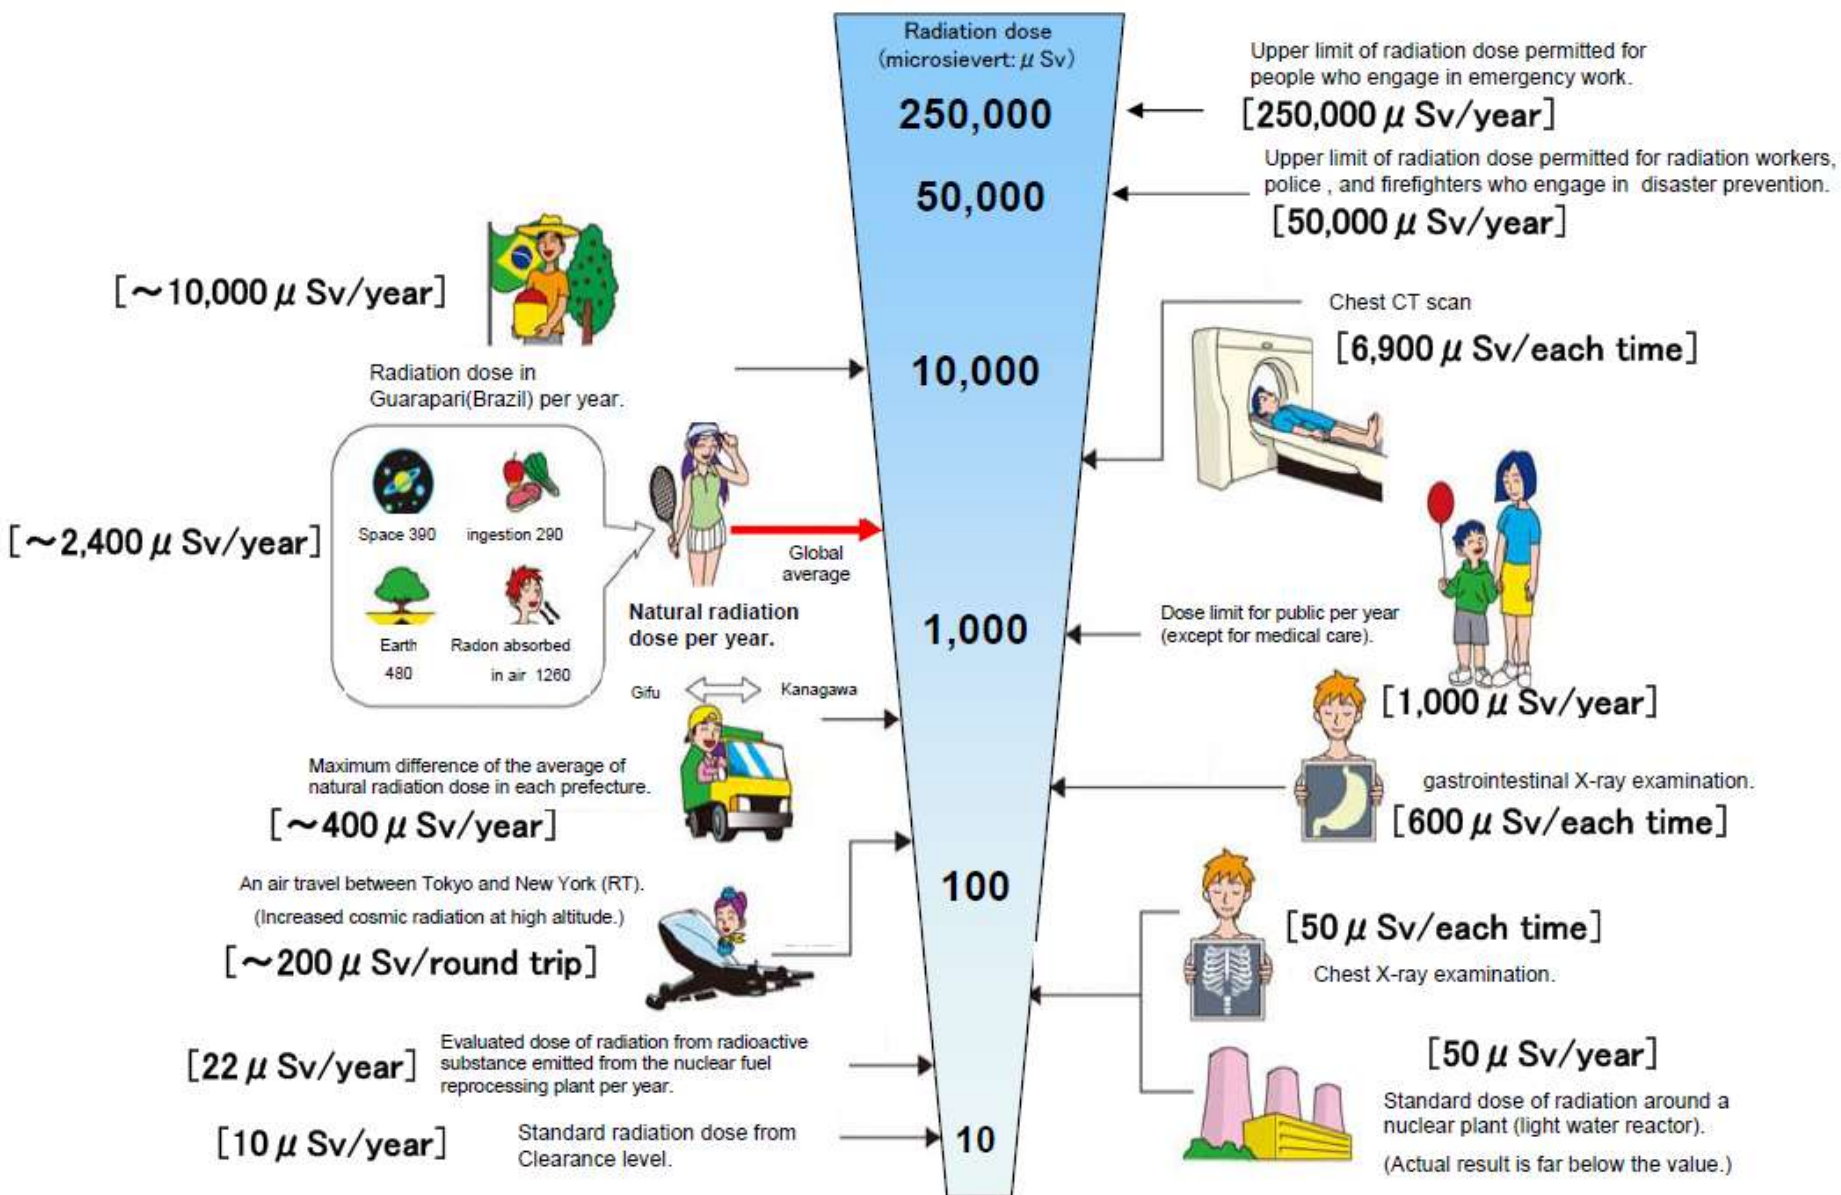 Radiation dose
(microsievert: μ Sv)
250,000
50,000
10,000
1,000
100
10
[~10,000 μ Sv/year]
Radiation dose in
Guarapari(Brazil) per year.
[~2,400 μ Sv/year]
Space 390
ingestion 290
Earth
480
Radon absorbed
in air 1260
Global
average
Natural radiation
dose per year.
Gifu
Kanagawa
Maximum difference of the average of
natural radiation dose in each prefecture.
[~400 μ Sv/year]
An air travel between Tokyo and New York (RT).
(Increased cosmic radiation at high altitude.)
[~200 μ Sv/round trip]
[22 μ Sv/year]
Evaluated dose of radiation from radioactive
substance emitted from the nuclear fuel
reprocessing plant per year.
[10 μ Sv/year]
Standard radiation dose from
Clearance level.
Upper limit of radiation dose permitted for
people who engage in emergency work.
[250,000 μ Sv/year]
Upper limit of radiation dose permitted for radiation workers,
police , and firefighters who engage in disaster prevention.
[50,000 μ Sv/year]
Chest CT scan
[6,900 μ Sv/each time]
Dose limit for public per year
(except for medical care).
[1,000 μ Sv/year]
gastrointestinal X-ray examination.
[600 μ Sv/each time]
[50 μ Sv/each time]
Chest X-ray examination.
[50 μ Sv/year]
Standard dose of radiation around a
nuclear plant (light water reactor).
(Actual result is far below the value.)